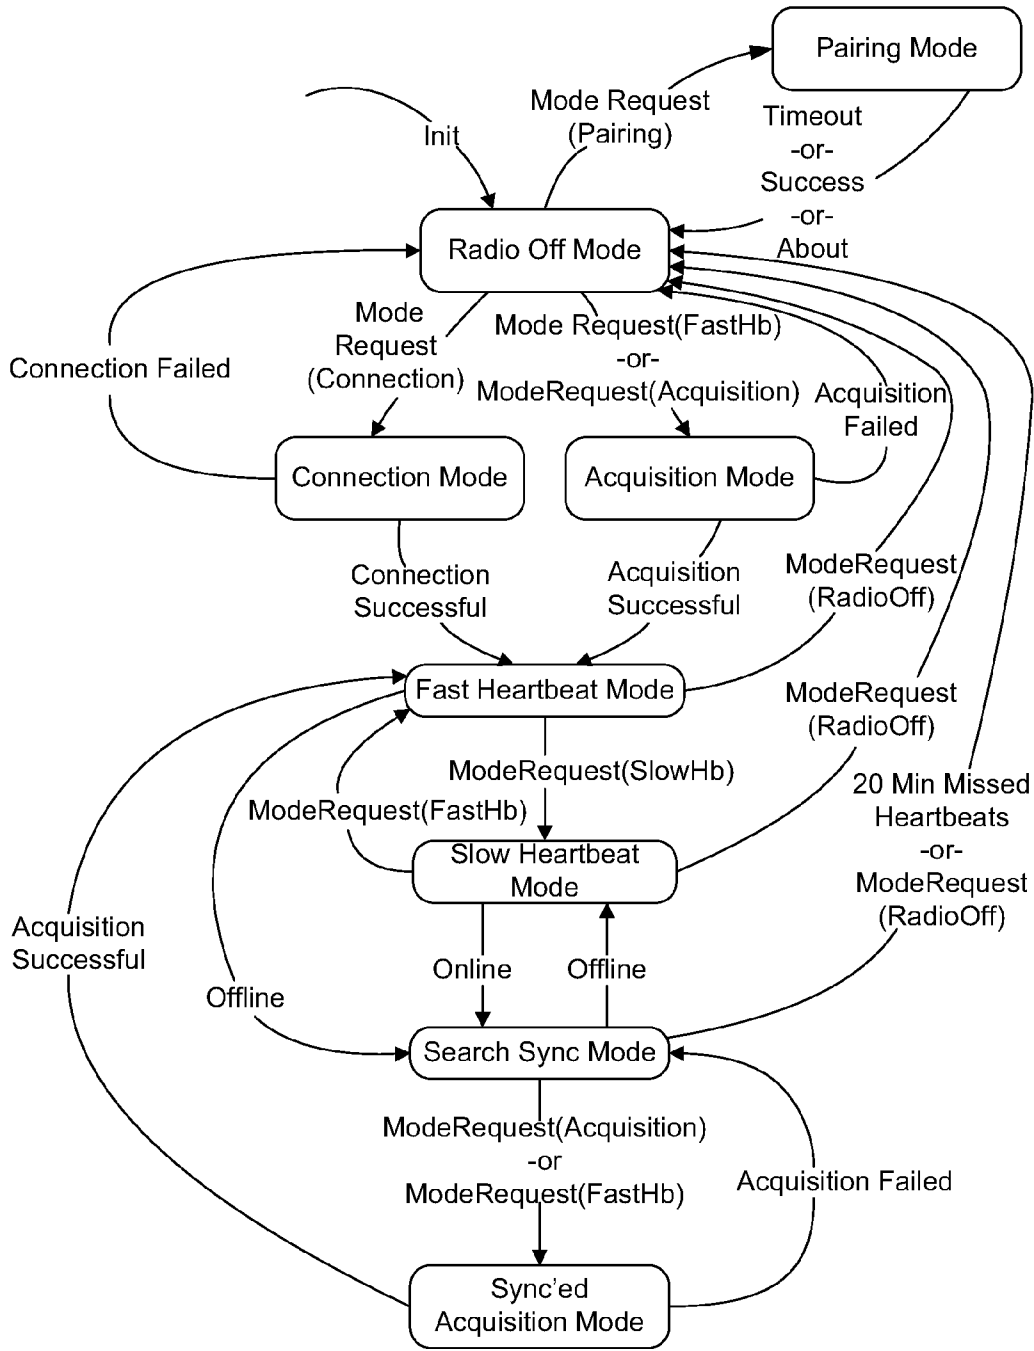 Pairing Mode
Mode Request
(Pairing)
Timeout
-or-
Success
-or-
About
Init
Radio Off Mode
Mode
Request
(Connection)
Mode Request(FastHb)
-or-
ModeRequest(Acquisition)
Connection Failed
Acquisition
Failed
Connection Mode
Acquisition Mode
Connection
Successful
Acquisition
Successful
ModeRequest
(RadioOff)
Fast Heartbeat Mode
ModeRequest
(RadioOff)
ModeRequest(SlowHb)
ModeRequest(FastHb)
20 Min Missed
Heartbeats
-or-
ModeRequest
(RadioOff)
Slow Heartbeat
Mode
Acquisition
Successful
Online
Offline
Offline
Search Sync Mode
ModeRequest(Acquisition)
-or
ModeRequest(FastHb)
Acquisition Failed
Sync'ed
Acquisition Mode